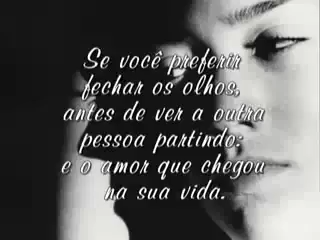 Se você preferir
fechar os olhos,
antes de ver a outra
pessoa partindo:
e o amor que chegou
na sua vida.